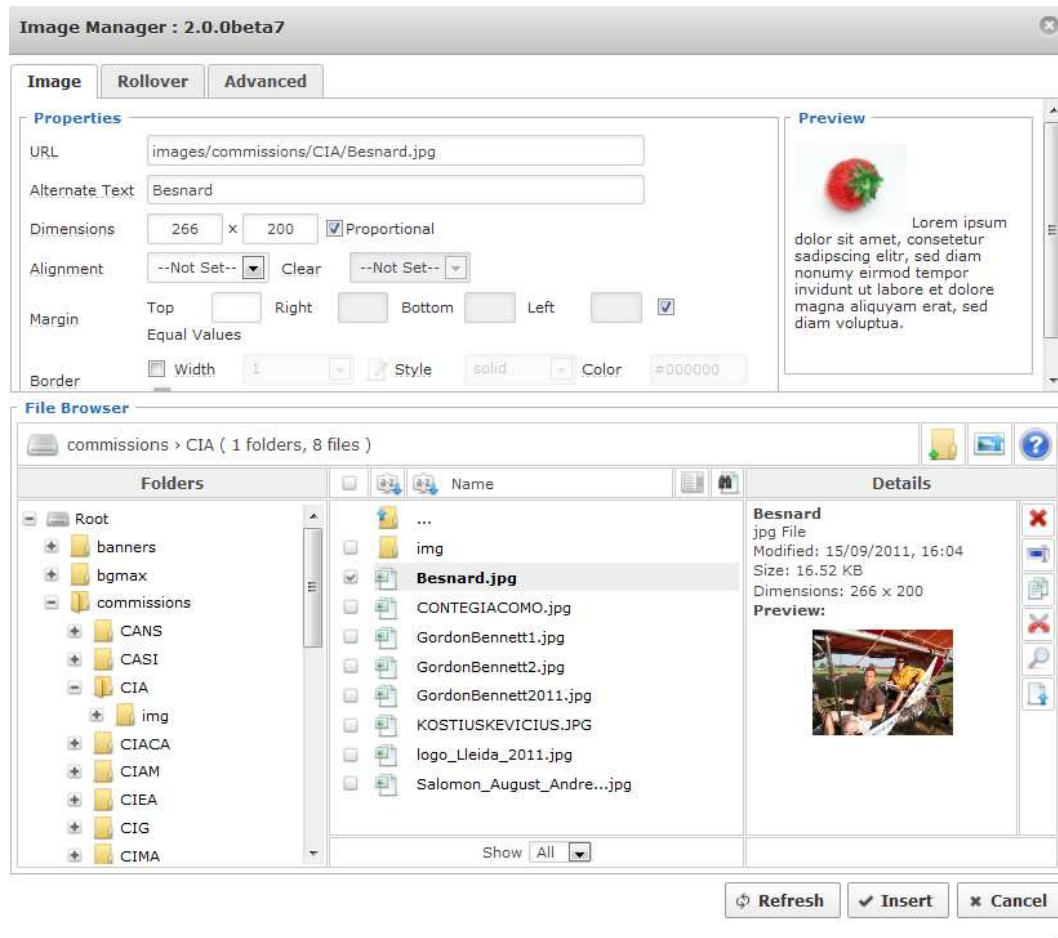 Image Manager : 2.0.0beta7
Image Rollover Advanced
Properties
URL images/commissions/CIA/Besnard.jpg
Alternate Text Besnard
Dimensions 266 x 200 Proportional
Alignment --Not Set-- Clear --Not Set--
Margin Top Right Bottom Left
Equal Values
Border Width 1 Style solid Color #000000
Preview
Lorem ipsum
dolor sit amet, consetetur
sadipscing elitr, sed diam
nonumy eirmod tempor
invidunt ut labore et dolore
magna aliquyam erat, sed
diam voluptua.
File Browser
commissions › CIA ( 1 folders, 8 files )
Folders
Root
banners
bgmax
commissions
CANS
CASI
CIA
img
CIACA
CIAM
CIEA
CIG
CIMA
Name
...
img
Besnard.jpg
CONTEGIACOMO.jpg
GordonBennett1.jpg
GordonBennett2.jpg
GordonBennett2011.jpg
KOSTIUSKEVICIUS.JPG
logo_Lleida_2011.jpg
Salomon_August_Andre...jpg
Show All
Details
Besnard
jpg File
Modified: 15/09/2011, 16:04
Size: 16.52 KB
Dimensions: 266 x 200
Preview:
Refresh Insert Cancel